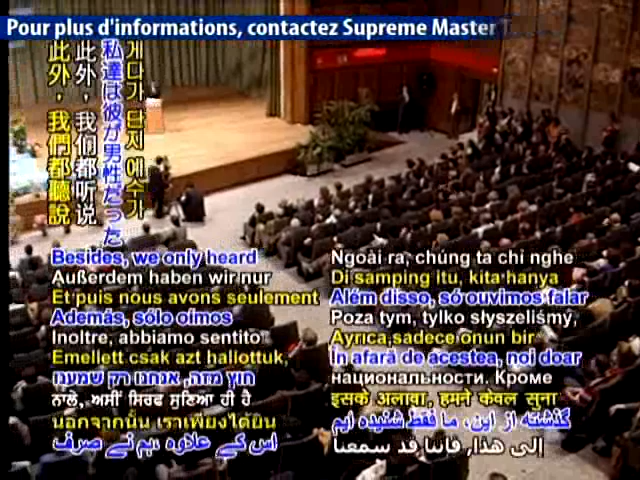 Pour plus d'informations, contactez Supreme Master
게다가 단지 예수가
私達は彼が男性だった
此外，我们都听说
此外，我們都聽說
Besides, we only heard
Außerdem haben wir nur
Et puis nous avons seulement
Además, sólo oimos
Inoltre, abbiamo sentito
Emellett csak azt hallottuk,
חוץ מזה, אנחנו רק שמענו
ਨਾਲੇ, ਅਸੀਂ ਸਿਰਫ ਸੁਣਿਆ ਹੀ ਹੈ
นอกจากนั้น เราเพียงได้ยิน
اس کے علاوہ ،ہم نے صرف
Ngoài ra, chúng ta chỉ nghe
Di samping itu, kita hanya
Além disso, só ouvimos falar
Poza tym, tylko słyszeliśmy,
Ayrıca,sadece onun bir
În afară de acestea, noi doar
национальности. Кроме
इसके अलावा, हमने केवल सुना
گذشته از این، ما فقط شنیده ایم
إلى هذا, فأننا قد سمعنا